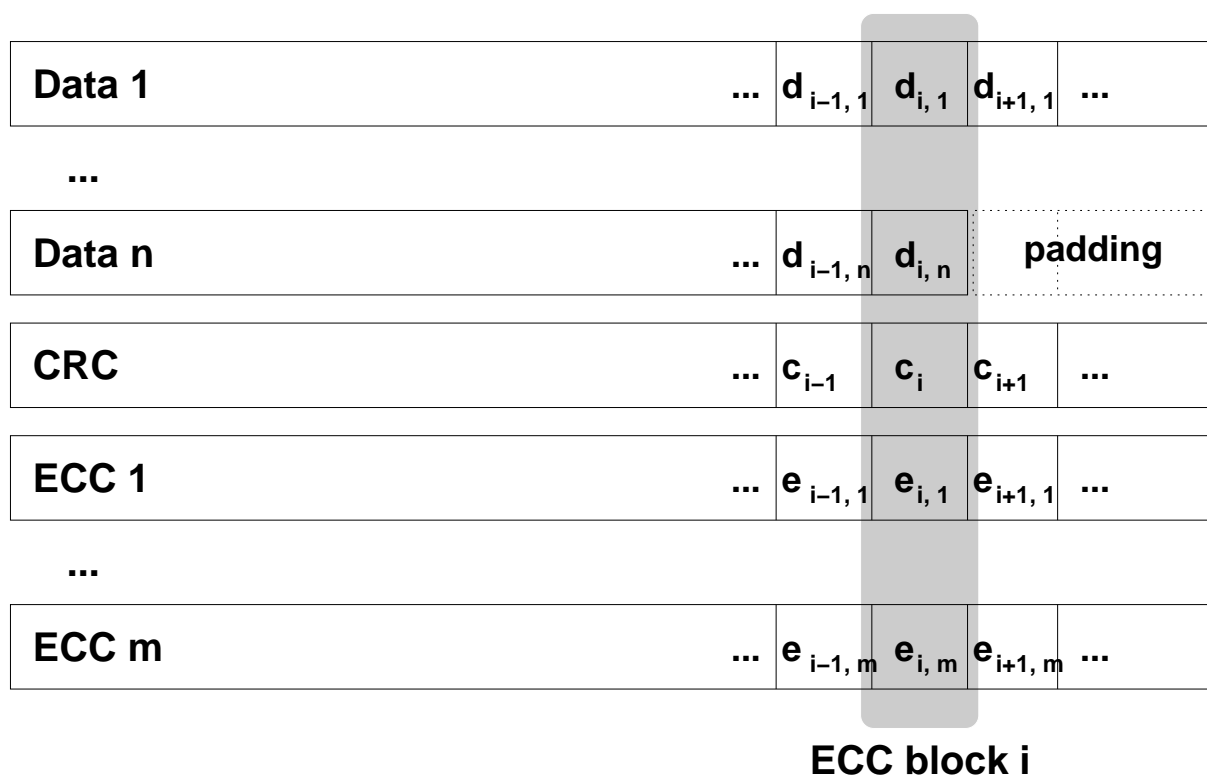 Data 1 ... d i−1, 1 d i, 1 d i+1, 1 ...
...
Data n ... d i−1, n d i, n padding
CRC ... c i−1 c i c i+1 ...
ECC 1 ... e i−1, 1 e i, 1 e i+1, 1 ...
...
ECC m ... e i−1, m e i, m e i+1, m ...
ECC block i